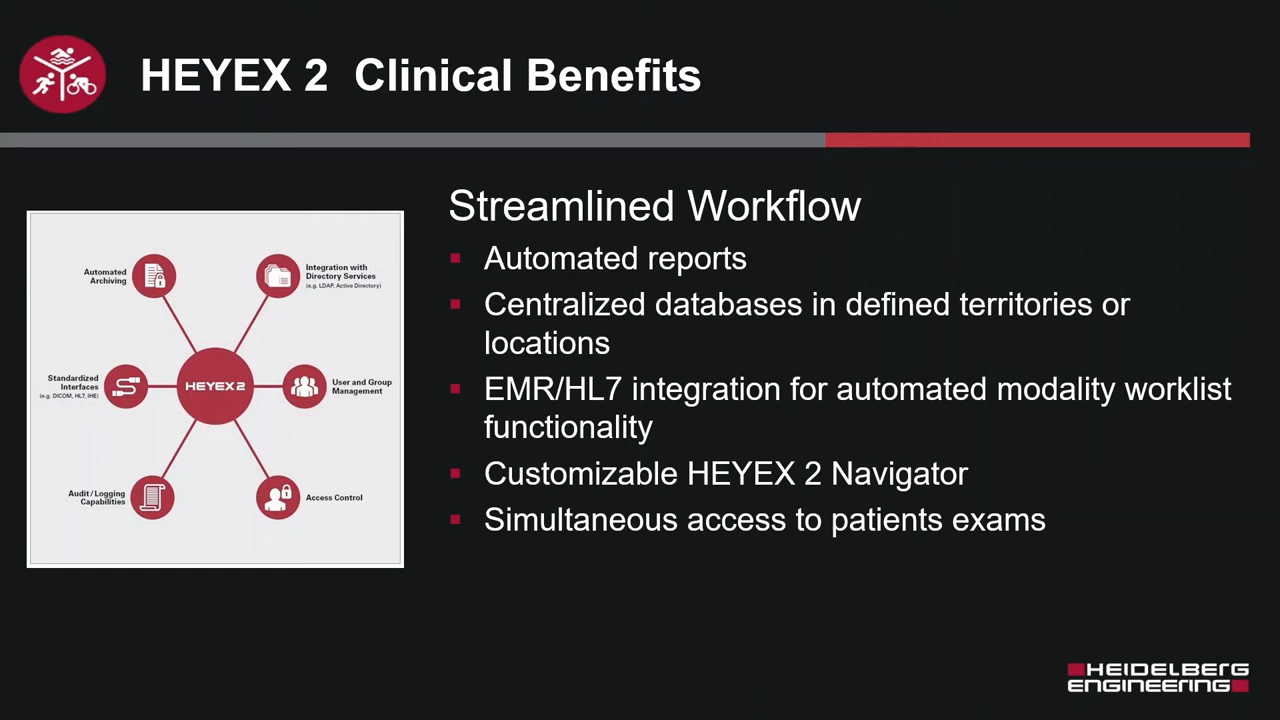 HEYEX 2 Clinical Benefits
Automated
Archiving
Integration with
Directory Services
(e.g. LDAP, Active Directory)
Standardized
Interfaces
(e.g. DICOM, HL7, IHE)
HEYEX 2
User and Group
Management
Audit/Logging
Capabilities
Access Control
Streamlined Workflow
▪ Automated reports
▪ Centralized databases in defined territories or
locations
▪ EMR/HL7 integration for automated modality worklist
functionality
▪ Customizable HEYEX 2 Navigator
▪ Simultaneous access to patients exams
HEIDELBERG
ENGINEERING